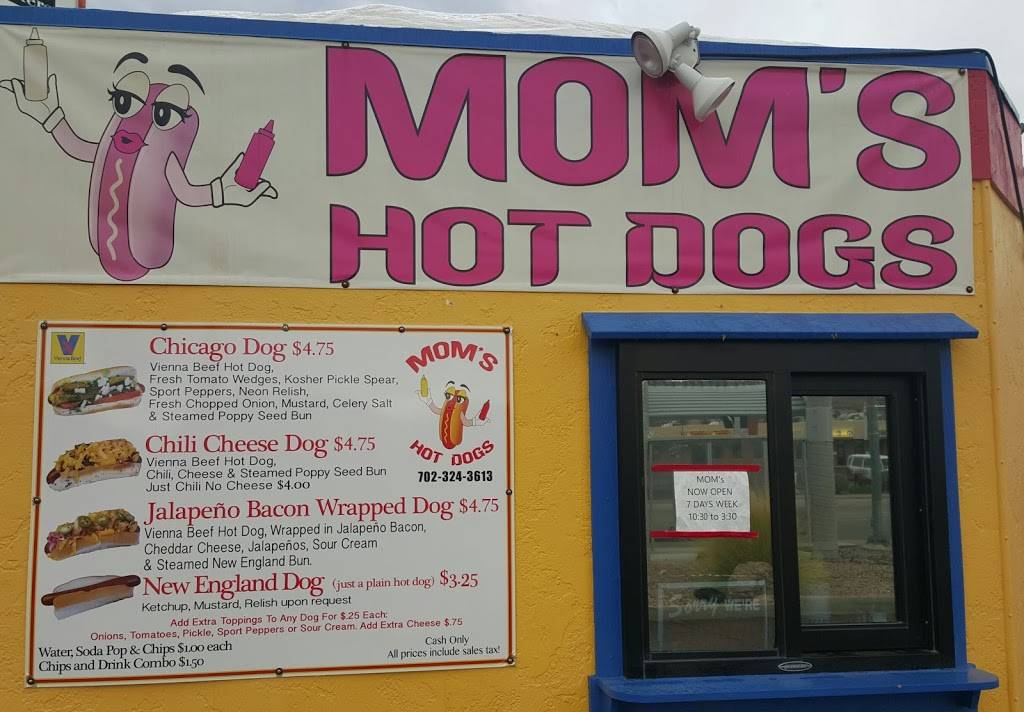 MOM'S
HOT DOGS
Vienna Beef
Chicago Dog $4.75
Vienna Beef Hot Dog,
Fresh Tomato Wedges, Kosher Pickle Spear,
Sport Peppers, Neon Relish,
Fresh Chopped Onion, Mustard, Celery Salt
& Steamed Poppy Seed Bun
MOM'S
HOT DOGS
702-324-3613
Chili Cheese Dog $4.75
Vienna Beef Hot Dog,
Chili, Cheese & Steamed Poppy Seed Bun
Just Chili No Cheese $4.00
Jalapeño Bacon Wrapped Dog $4.75
Vienna Beef Hot Dog, Wrapped in Jalapeño Bacon,
Cheddar Cheese, Jalapeños, Sour Cream
& Steamed New England Bun.
New England Dog (just a plain hot dog) $3.25
Ketchup, Mustard, Relish upon request
Add Extra Toppings To Any Dog For $.25 Each:
Onions, Tomatoes, Pickle, Sport Peppers or Sour Cream. Add Extra Cheese $.75
Water, Soda Pop & Chips $1.00 each
Chips and Drink Combo $1.50
Cash Only
All prices include sales tax!
MOM's
NOW OPEN
7 DAYS WEEK
10:30 to 3:30
Sorry WE'RE